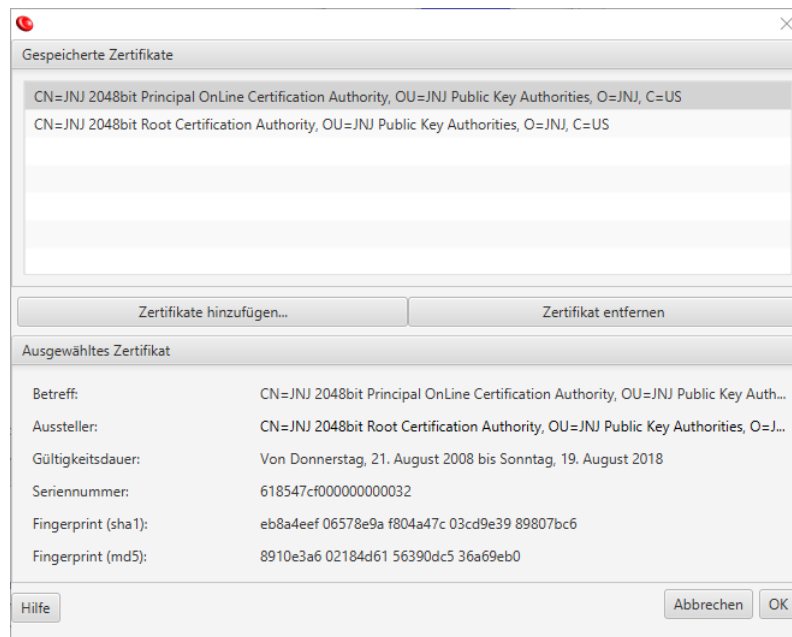 Gespeicherte Zertifikate
CN=JNJ 2048bit Principal OnLine Certification Authority, OU=JNJ Public Key Authorities, O=JNJ, C=US
CN=JNJ 2048bit Root Certification Authority, OU=JNJ Public Key Authorities, O=JNJ, C=US
Zertifikate hinzufügen... Zertifikat entfernen
Ausgewähltes Zertifikat
Betreff: CN=JNJ 2048bit Principal OnLine Certification Authority, OU=JNJ Public Key Auth...
Aussteller: CN=JNJ 2048bit Root Certification Authority, OU=JNJ Public Key Authorities, O=J...
Gültigkeitsdauer: Von Donnerstag, 21. August 2008 bis Sonntag, 19. August 2018
Seriennummer: 618547cf000000000032
Fingerprint (sha1): eb8a4eef 06578e9a f804a47c 03cd9e39 89807bc6
Fingerprint (md5): 8910e3a6 02184d61 56390dc5 36a69eb0
Hilfe Abbrechen OK